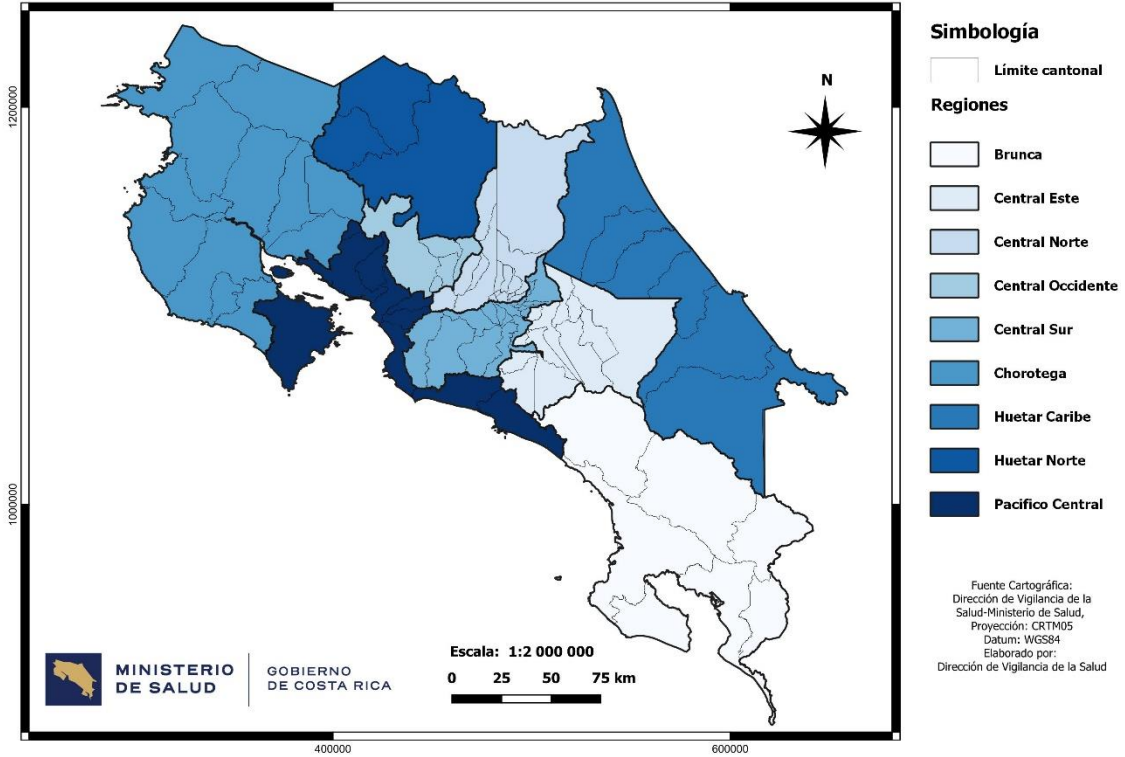 1200000
1000000
400000
600000
N
Simbología
Límite cantonal
Regiones
Brunca
Central Este
Central Norte
Central Occidente
Central Sur
Chorotega
Huetar Caribe
Huetar Norte
Pacifico Central
Fuente Cartográfica:
Dirección de Vigilancia de la
Salud-Ministerio de Salud,
Proyección: CRTM05
Datum: WGS84
Elaborado por:
Dirección de Vigilancia de la Salud
Escala: 1:2 000 000
0 25 50 75 km
MINISTERIO
DE SALUD
GOBIERNO
DE COSTA RICA